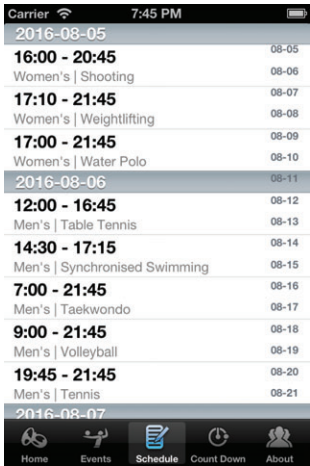 Carrier 7:45 PM
2016-08-05
16:00 - 20:45
Women's | Shooting
17:10 - 21:45
Women's | Weightlifting
17:00 - 21:45
Women's | Water Polo
2016-08-06
12:00 - 16:45
Men's | Table Tennis
14:30 - 17:15
Men's | Synchronised Swimming
7:00 - 21:45
Men's | Taekwondo
9:00 - 21:45
Men's | Volleyball
19:45 - 21:45
Men's | Tennis
2016-08-07
08-05
08-06
08-07
08-08
08-09
08-10
08-11
08-12
08-13
08-14
08-15
08-16
08-17
08-18
08-19
08-20
08-21
Home Events Schedule Count Down About